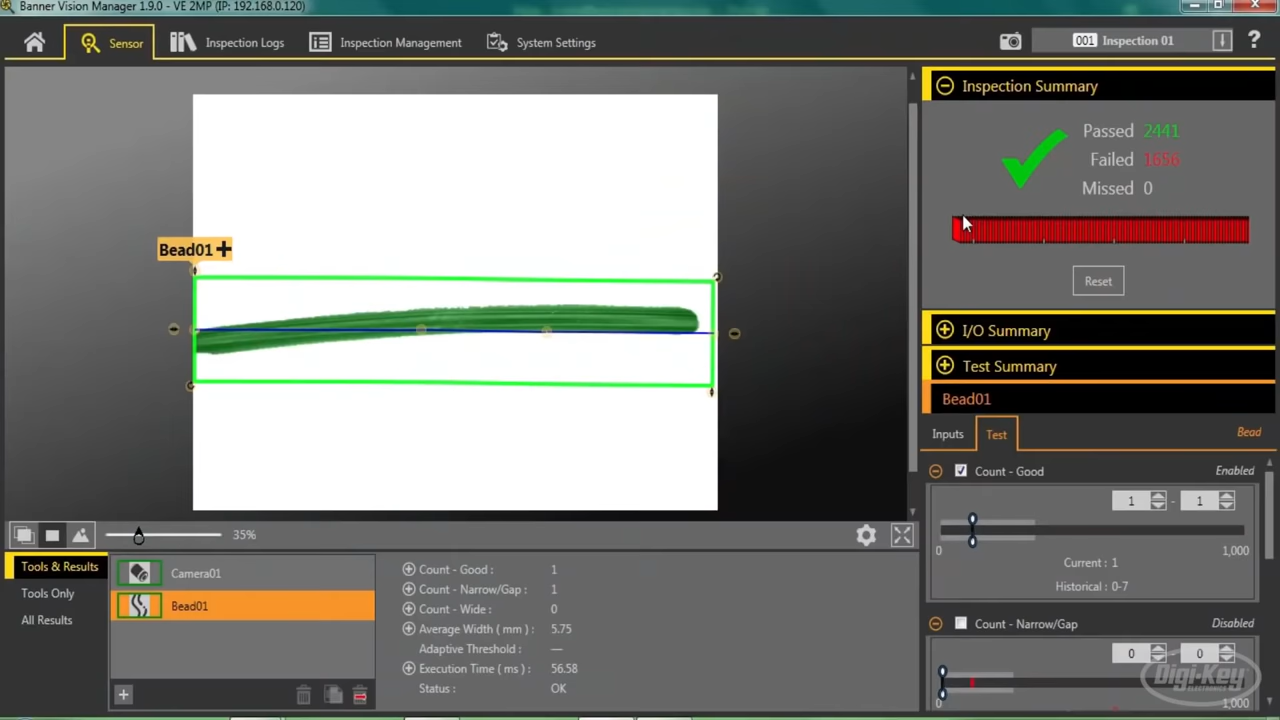 Banner Vision Manager 1.9.0 - VE 2MP (IP: 192.168.0.120)
Sensor
Inspection Logs
Inspection Management
System Settings
001 Inspection 01
?
Inspection Summary
Passed 2441
Failed 1656
Missed 0
Reset
Bead01
I/O Summary
Test Summary
Bead01
Inputs
Test
Bead
Count - Good
Enabled
1 - 1
0
1,000
Current : 1
Historical : 0-7
Count - Narrow/Gap
Disabled
0 - 0
0
1,000
35%
Tools & Results
Tools Only
All Results
Camera01
Bead01
Count - Good : 1
Count - Narrow/Gap : 1
Count - Wide : 0
Average Width ( mm ) : 5.75
Adaptive Threshold : —
Execution Time ( ms ) : 56.58
Status : OK
Digi-Key
ELECTRONICS